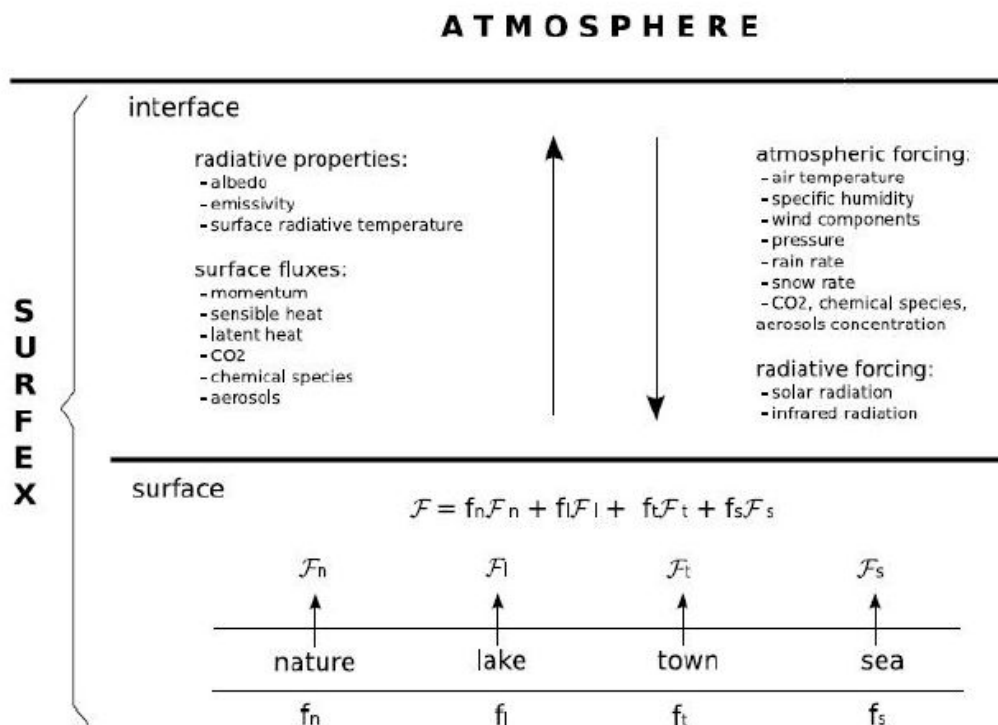 ATMOSPHERE
SURFEX
interface
radiative properties:
-albedo
-emissivity
-surface radiative temperature
surface fluxes:
-momentum
-sensible heat
-latent heat
-CO2
-chemical species
-aerosols
atmospheric forcing:
-air temperature
-specific humidity
-wind components
-pressure
-rain rate
-snow rate
-CO2, chemical species,
aerosols concentration
radiative forcing:
-solar radiation
-infrared radiation
surface
ℱ = fnℱn + flℱl + ftℱt + fsℱs
ℱn ℱl ℱt ℱs
nature lake town sea
fn fl ft fs